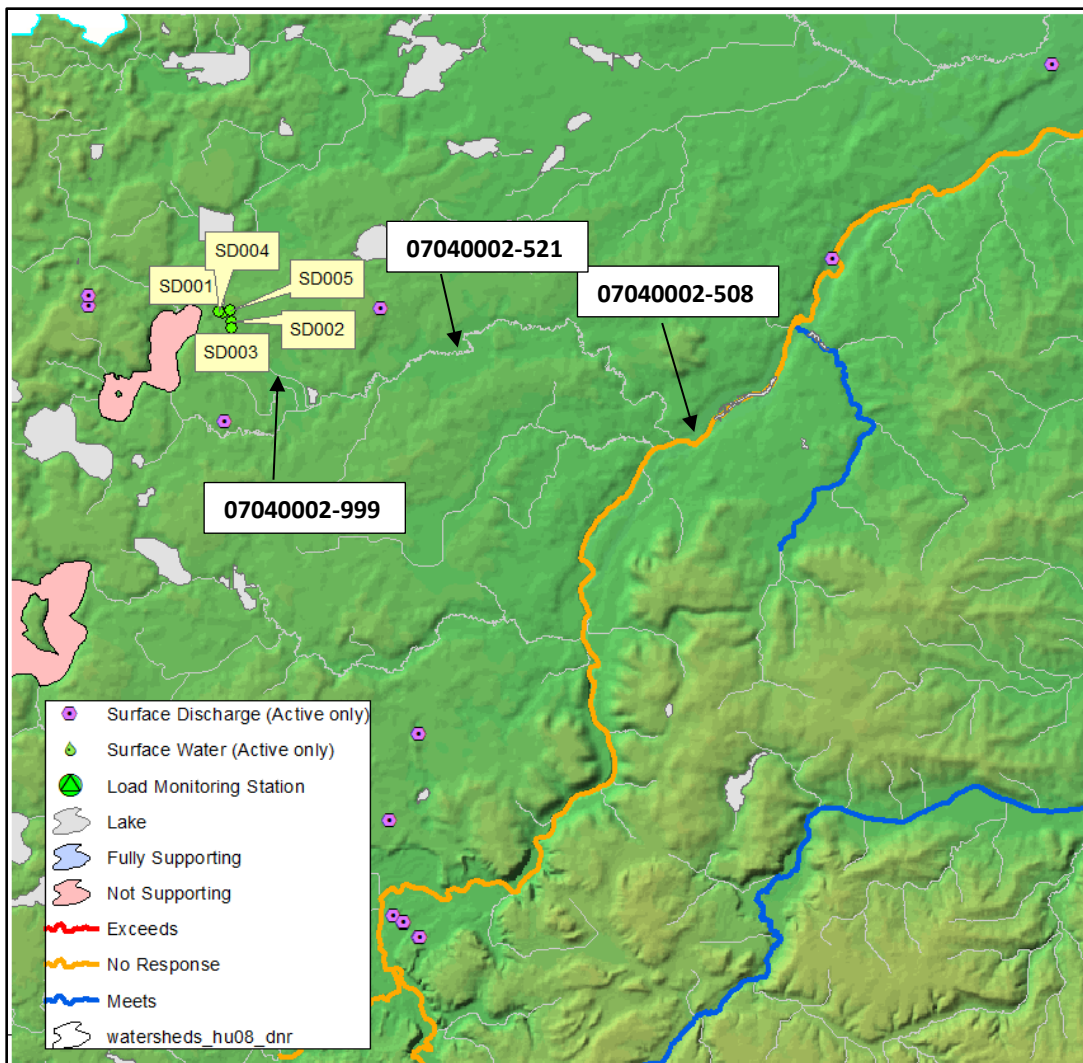 07040002-521
SD004
SD001
SD005
07040002-508
SD002
SD003
07040002-999
Surface Discharge (Active only)
Surface Water (Active only)
Load Monitoring Station
Lake
Fully Supporting
Not Supporting
Exceeds
No Response
Meets
watersheds_hu08_dnr